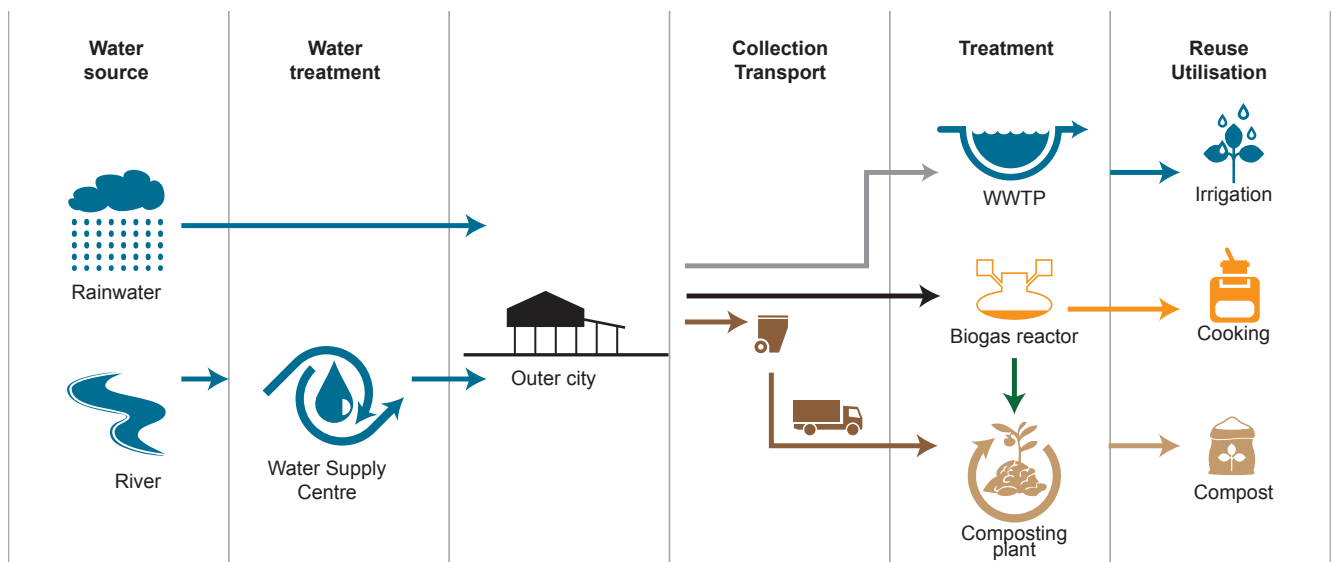 Water
source
Water
treatment
Collection
Transport
Treatment
Reuse
Utilisation
Rainwater
River
Water Supply
Centre
Outer city
WWTP
Biogas reactor
Composting
plant
Irrigation
Cooking
Compost